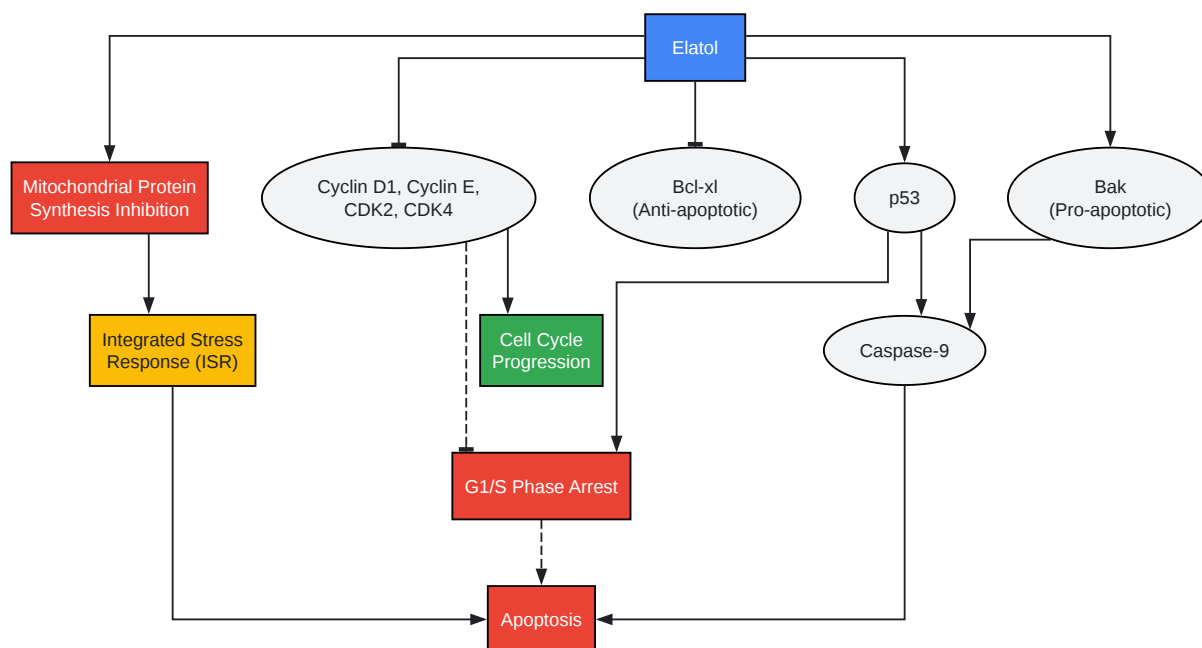 Elatol
Mitochondrial Protein
Synthesis Inhibition
Cyclin D1, Cyclin E,
CDK2, CDK4
Bcl-xl
(Anti-apoptotic)
p53
Bak
(Pro-apoptotic)
Integrated Stress
Response (ISR)
Cell Cycle
Progression
Caspase-9
G1/S Phase Arrest
Apoptosis